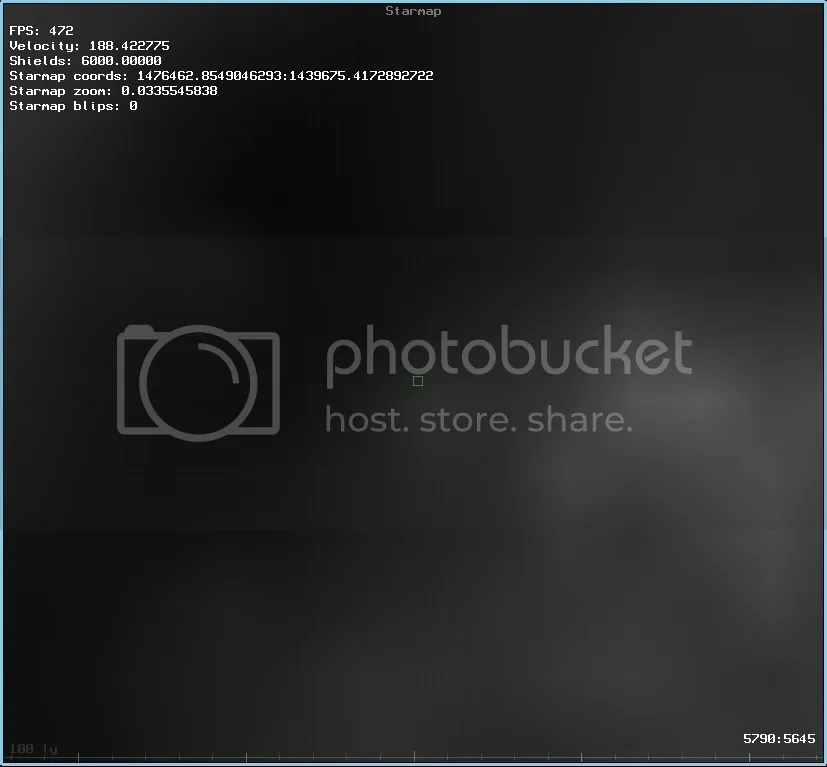 Starmap
FPS: 472
Velocity: 188.422775
Shields: 6000.00000
Starmap coords: 1476462.8549046293:1439675.4172892722
Starmap zoom: 0.0335545838
Starmap blips: 0
photobucket
host. store. share.
5790:5645
100 ly